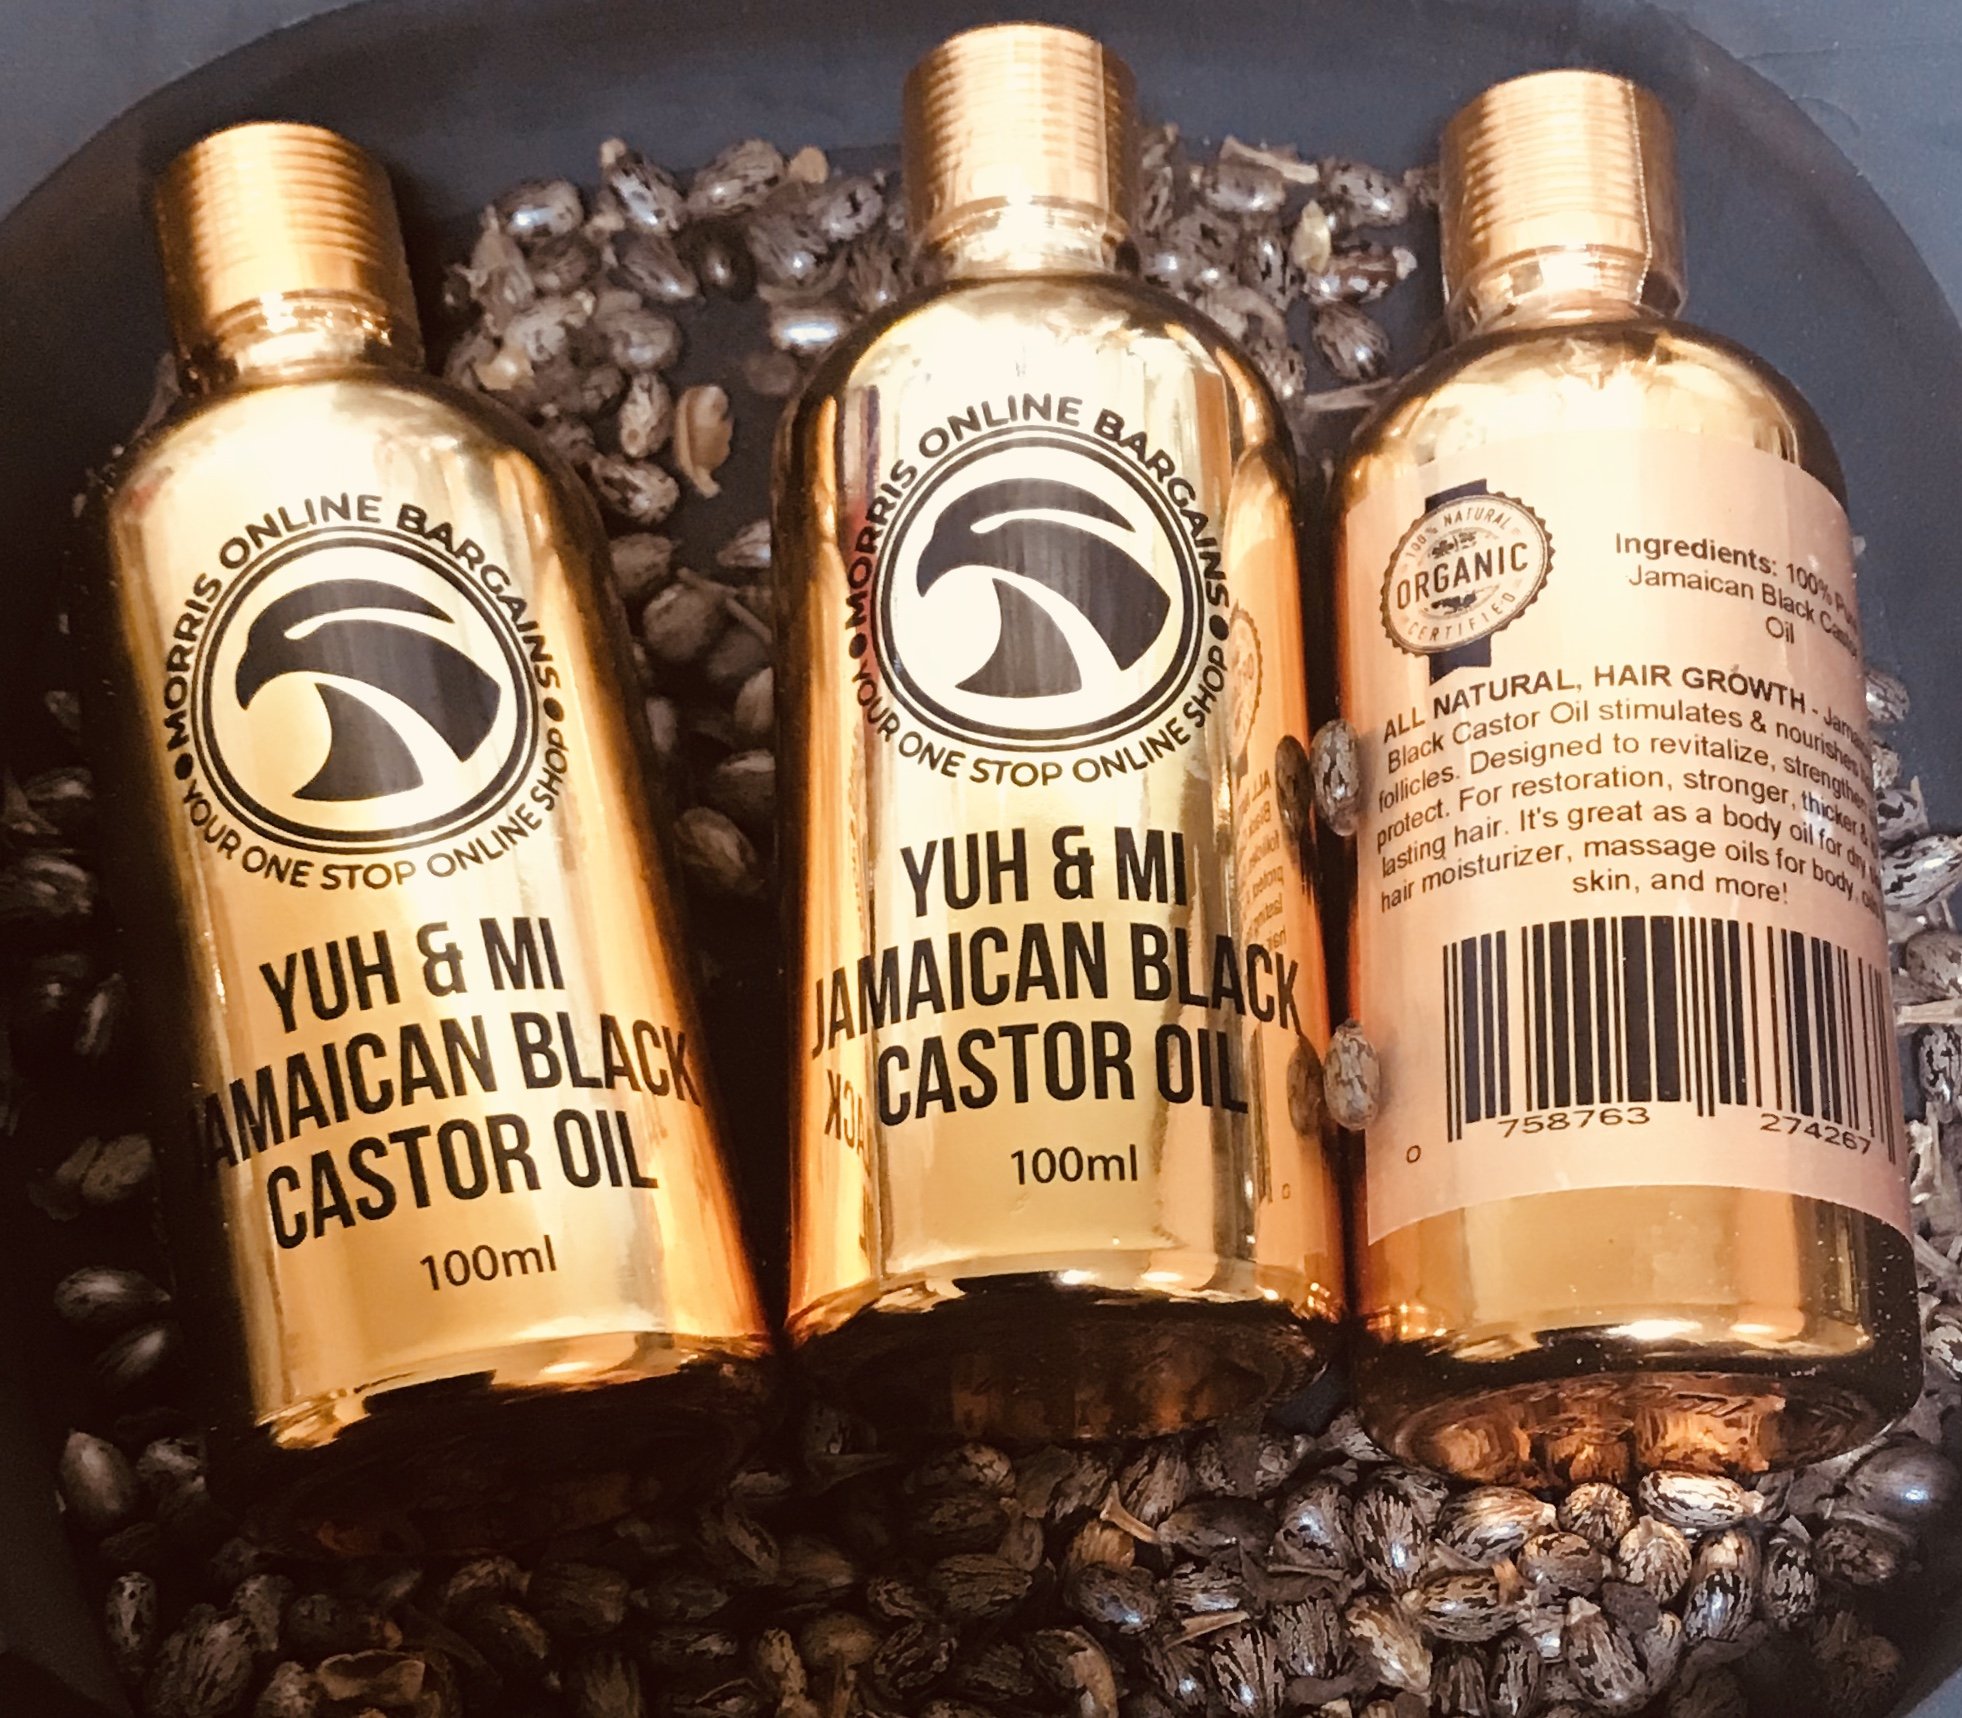 MORRIS ONLINE BARGAINS
YOUR ONE STOP ONLINE SHOP
YUH & MI
JAMAICAN BLACK
CASTOR OIL
100ml
MORRIS ONLINE BARGAINS
YOUR ONE STOP ONLINE SHOP
YUH & MI
JAMAICAN BLACK
CASTOR OIL
100ml
100% NATURAL
ORGANIC
CERTIFIED
Ingredients: 100%
Jamaican Black Castor
Oil
ALL NATURAL, HAIR GROWTH -
Black Castor Oil stimulates & nourishes
follicles. Designed to revitalize, strengthen
protect. For restoration, stronger, thicker &
lasting hair. It's great as a body oil for dry
hair moisturizer, massage oils for body,
skin, and more!
0 758763 274267